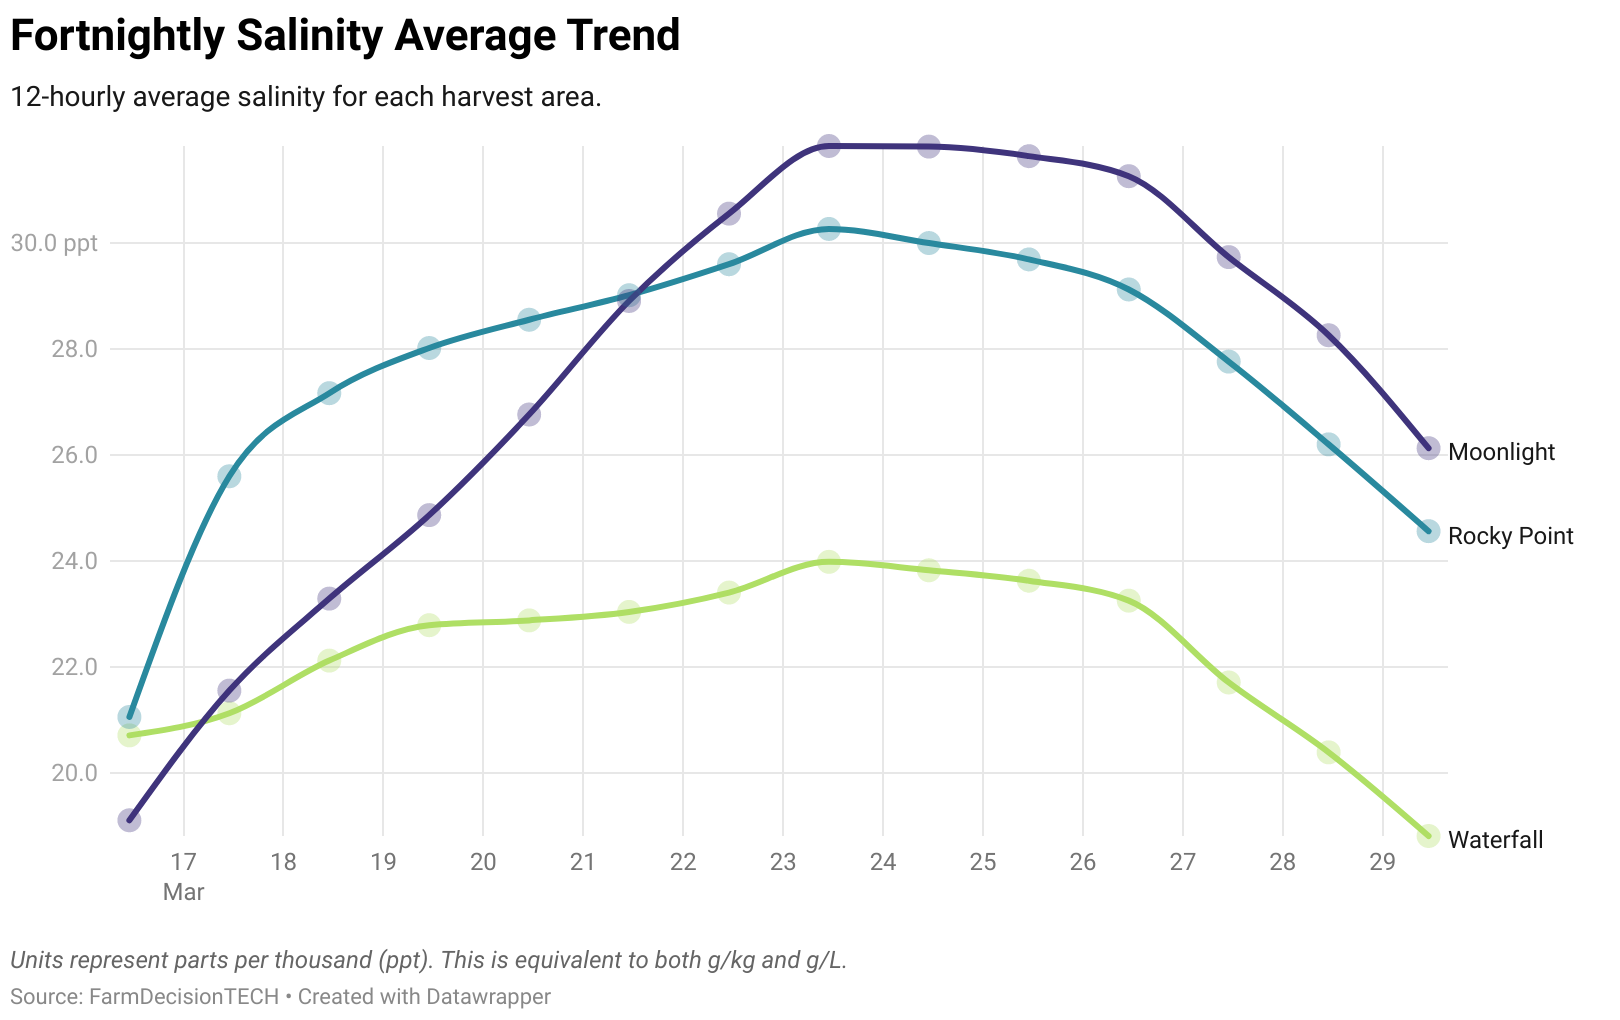 Fortnightly Salinity Average Trend
12-hourly average salinity for each harvest area.
30.0 ppt
28.0
26.0
24.0
22.0
20.0
Moonlight
Rocky Point
Waterfall
17 18 19 20 21 22 23 24 25 26 27 28 29
Mar
Units represent parts per thousand (ppt). This is equivalent to both g/kg and g/L.
Source: FarmDecisionTECH • Created with Datawrapper